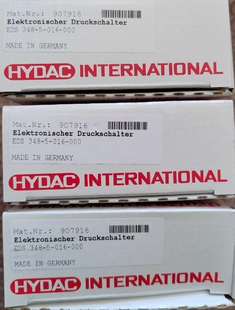 Mat.Nr.: 907916
Elektronischer Druckschalter
EDS 348-5-016-000
MADE IN GERMANY
HYDAC INTERNATIONAL
Mat.Nr.: 907916
Elektronischer Druckschalter
EDS 348-5-016-000
MADE IN GERMANY
HYDAC INTERNATIONAL
Mat.Nr.: 907916
Elektronischer Druckschalter
EDS 348-5-016-000
MADE IN GERMANY
HYDAC INTERNATIONAL